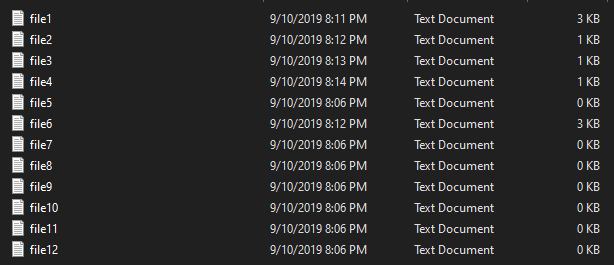 file1 9/10/2019 8:11 PM Text Document 3 KB
file2 9/10/2019 8:12 PM Text Document 1 KB
file3 9/10/2019 8:13 PM Text Document 1 KB
file4 9/10/2019 8:14 PM Text Document 1 KB
file5 9/10/2019 8:06 PM Text Document 0 KB
file6 9/10/2019 8:12 PM Text Document 3 KB
file7 9/10/2019 8:06 PM Text Document 0 KB
file8 9/10/2019 8:06 PM Text Document 0 KB
file9 9/10/2019 8:06 PM Text Document 0 KB
file10 9/10/2019 8:06 PM Text Document 0 KB
file11 9/10/2019 8:06 PM Text Document 0 KB
file12 9/10/2019 8:06 PM Text Document 0 KB